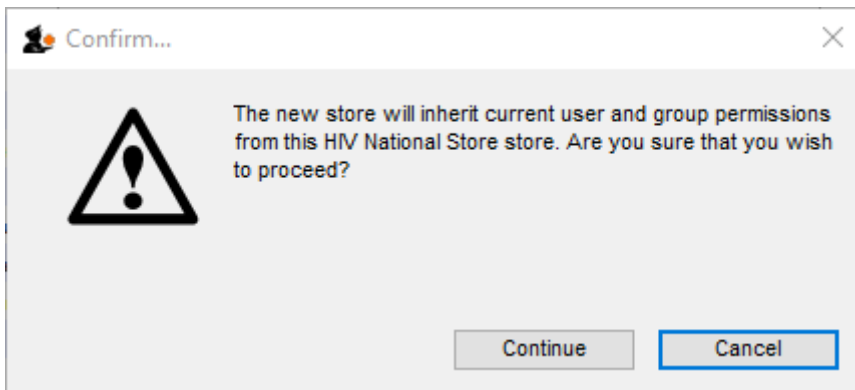 Confirm...
The new store will inherit current user and group permissions
from this HIV National Store store. Are you sure that you wish
to proceed?
Continue
Cancel